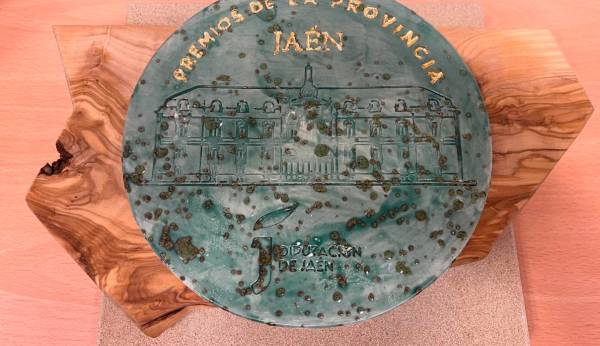 PREMIOS DE LA PROVINCIA
JAÉN
DIPUTACIÓN
DE JAÉN